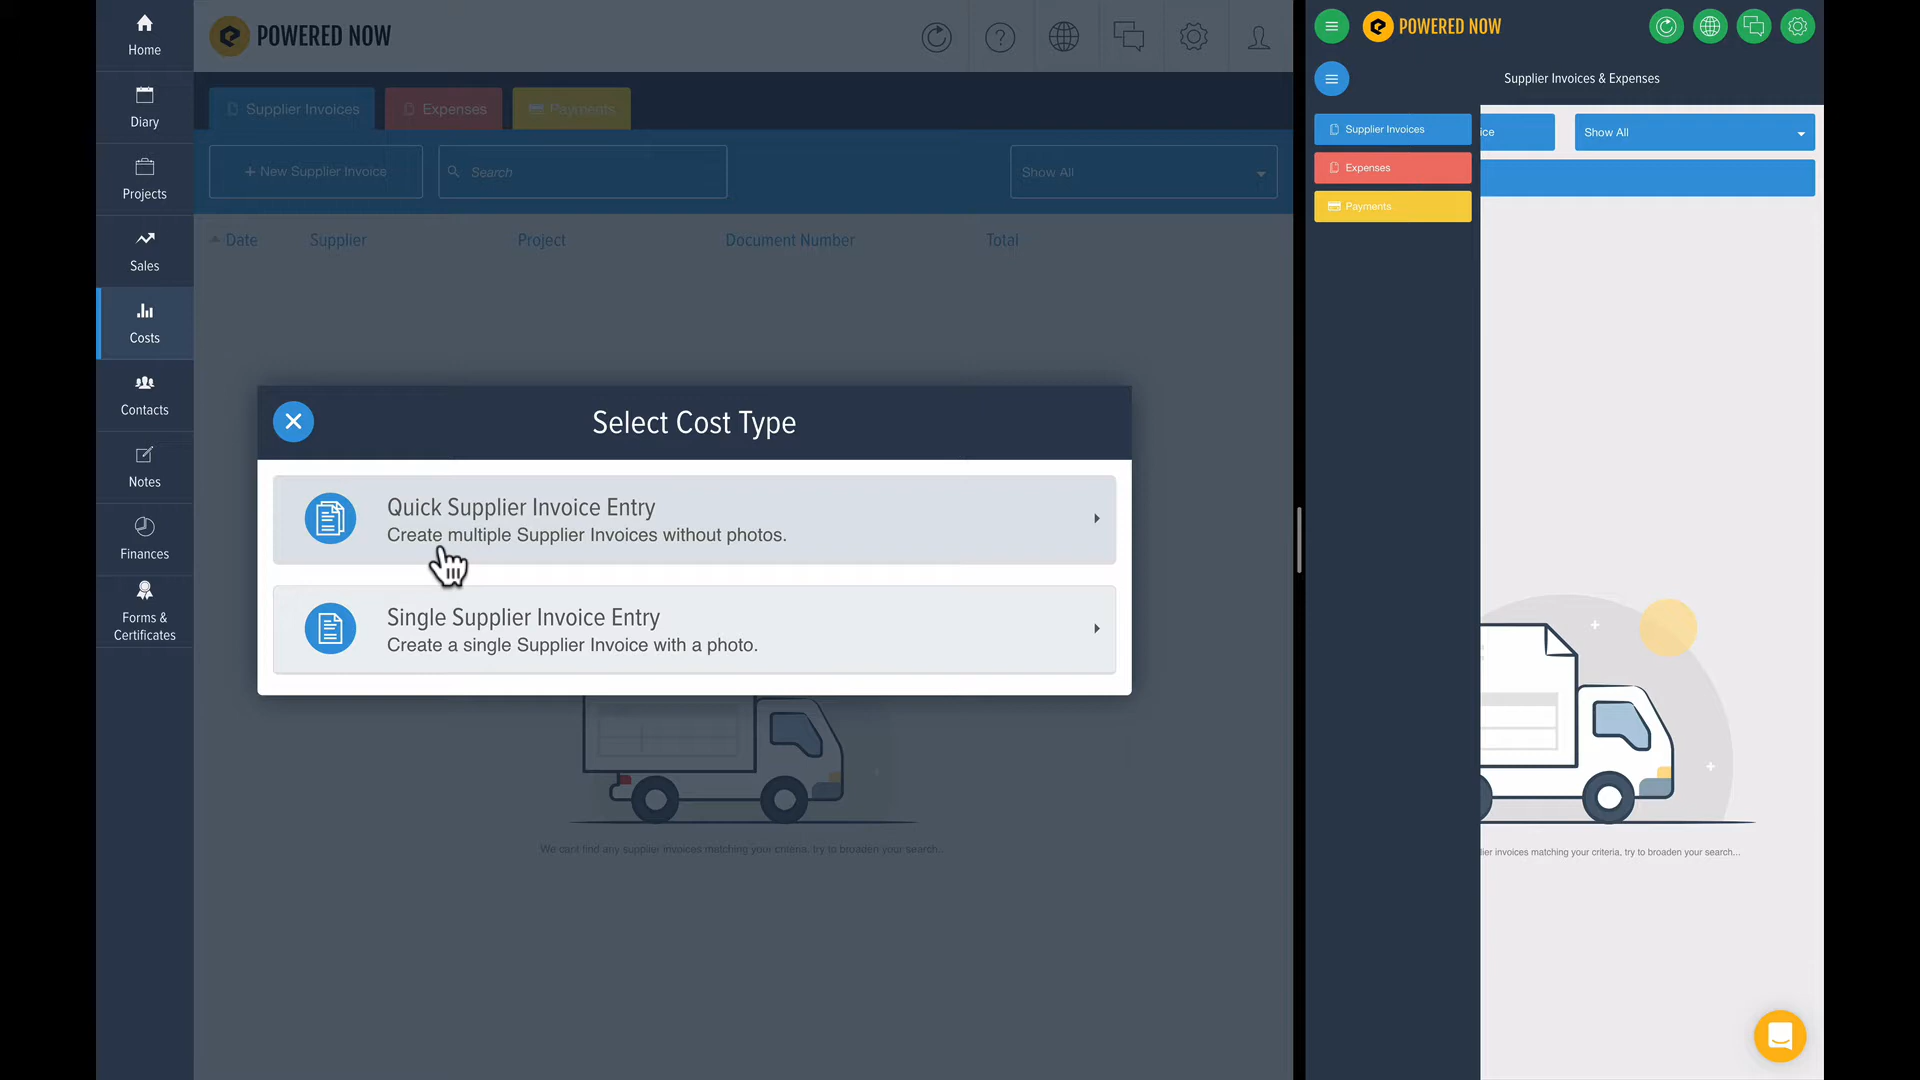 Home
Diary
Projects
Sales
Costs
Contacts
Notes
Finances
Forms &
Certificates
POWERED NOW
Supplier Invoices
Expenses
Payments
+ New Supplier Invoice
Search
Show All
Date
Supplier
Project
Document Number
Total
Select Cost Type
Quick Supplier Invoice Entry
Create multiple Supplier Invoices without photos.
Single Supplier Invoice Entry
Create a single Supplier Invoice with a photo.
We cant find any supplier invoices matching your criteria, try to broaden your search...
POWERED NOW
Supplier Invoices & Expenses
Supplier Invoices
Expenses
Payments
ice
Show All
lier invoices matching your criteria, try to broaden your search...